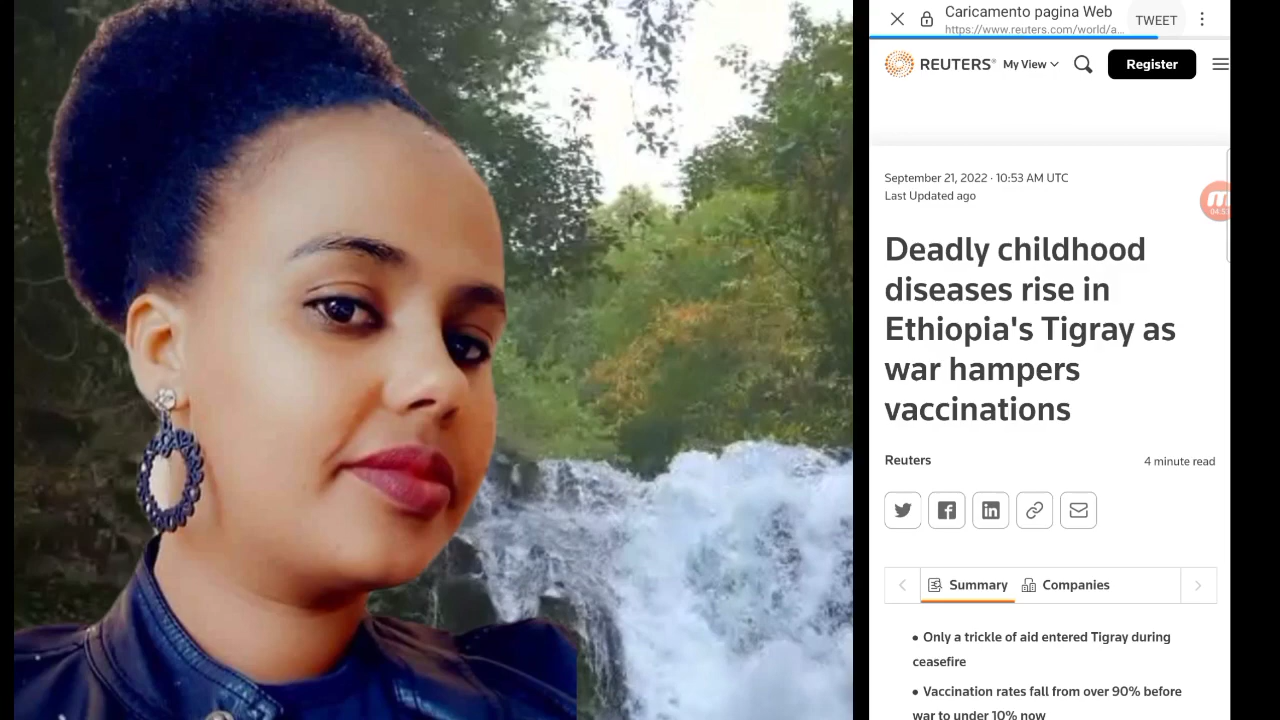 Caricamento pagina Web
https://www.reuters.com/world/a...
TWEET
REUTERS
My View
Register
September 21, 2022 · 10:53 AM UTC
Last Updated ago
04:5
Deadly childhood
diseases rise in
Ethiopia's Tigray as
war hampers
vaccinations
Reuters
4 minute read
Summary
Companies
• Only a trickle of aid entered Tigray during
ceasefire
• Vaccination rates fall from over 90% before
war to under 10% now